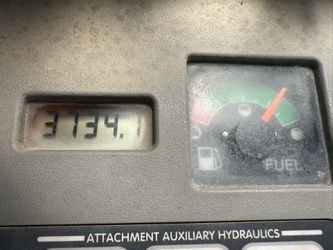 3734.1
FUEL
ATTACHMENT AUXILIARY HYDRAULICS